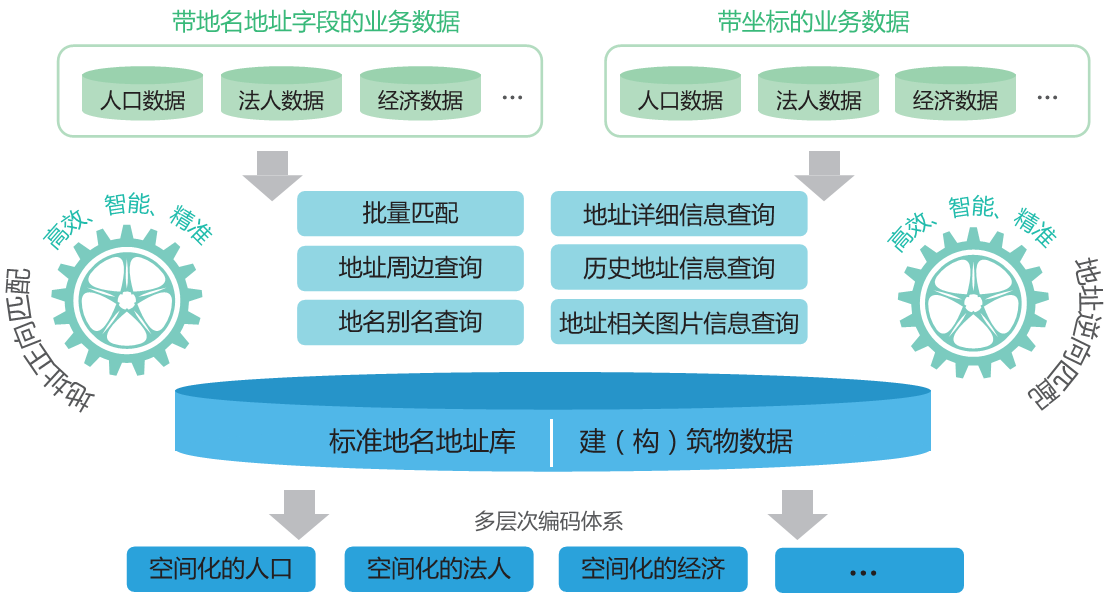 带地名地址字段的业务数据
带坐标的业务数据
人口数据
法人数据
经济数据
…
人口数据
法人数据
经济数据
…
高效、智能、精准
地址正向匹配
批量匹配
地址详细信息查询
地址周边查询
历史地址信息查询
地名别名查询
地址相关图片信息查询
高效、智能、精准
地址逆向匹配
标准地名地址库
建（构）筑物数据
多层次编码体系
空间化的人口
空间化的法人
空间化的经济
…